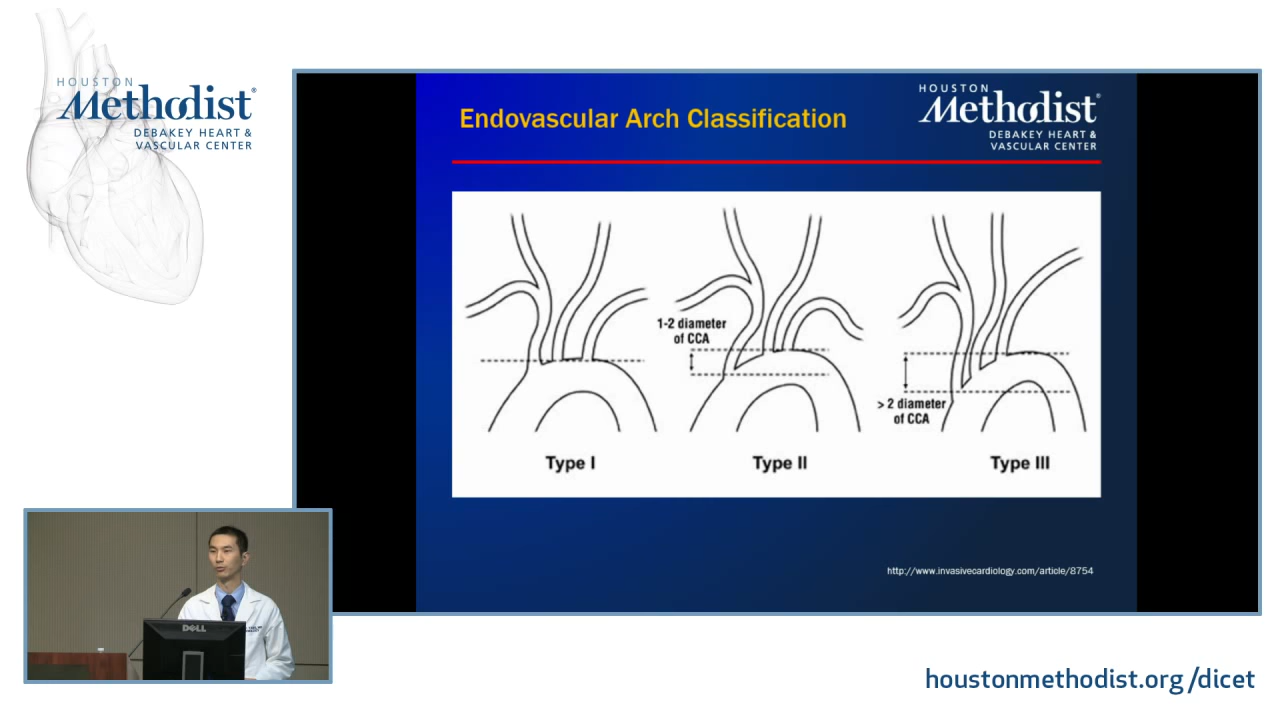 HOUSTON
Methodist®
DEBAKEY HEART &
VASCULAR CENTER
Endovascular Arch Classification
HOUSTON
Methodist®
DEBAKEY HEART &
VASCULAR CENTER
1-2 diameter
of CCA
> 2 diameter
of CCA
Type I
Type II
Type III
http://www.invasivecardiology.com/article/8754
DELL
houstonmethodist.org/dicet